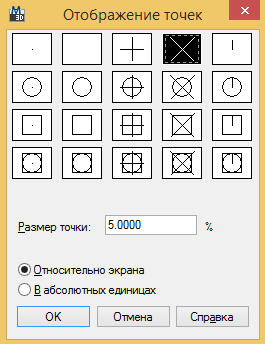 Отображение точек
Размер точки: 5.0000 %
Относительно экрана
В абсолютных единицах
OK Отмена Справка